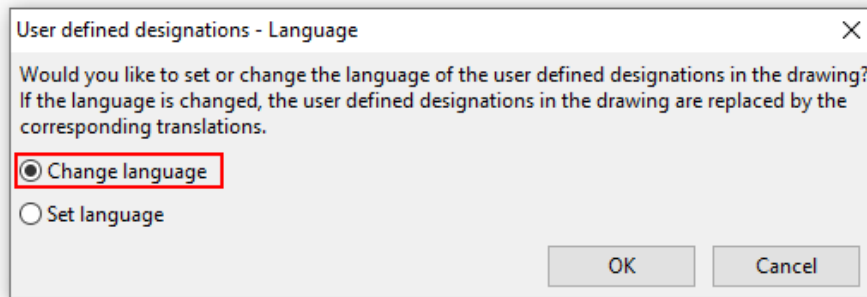 User defined designations - Language
Would you like to set or change the language of the user defined designations in the drawing?
If the language is changed, the user defined designations in the drawing are replaced by the
corresponding translations.
Change language
Set language
OK Cancel